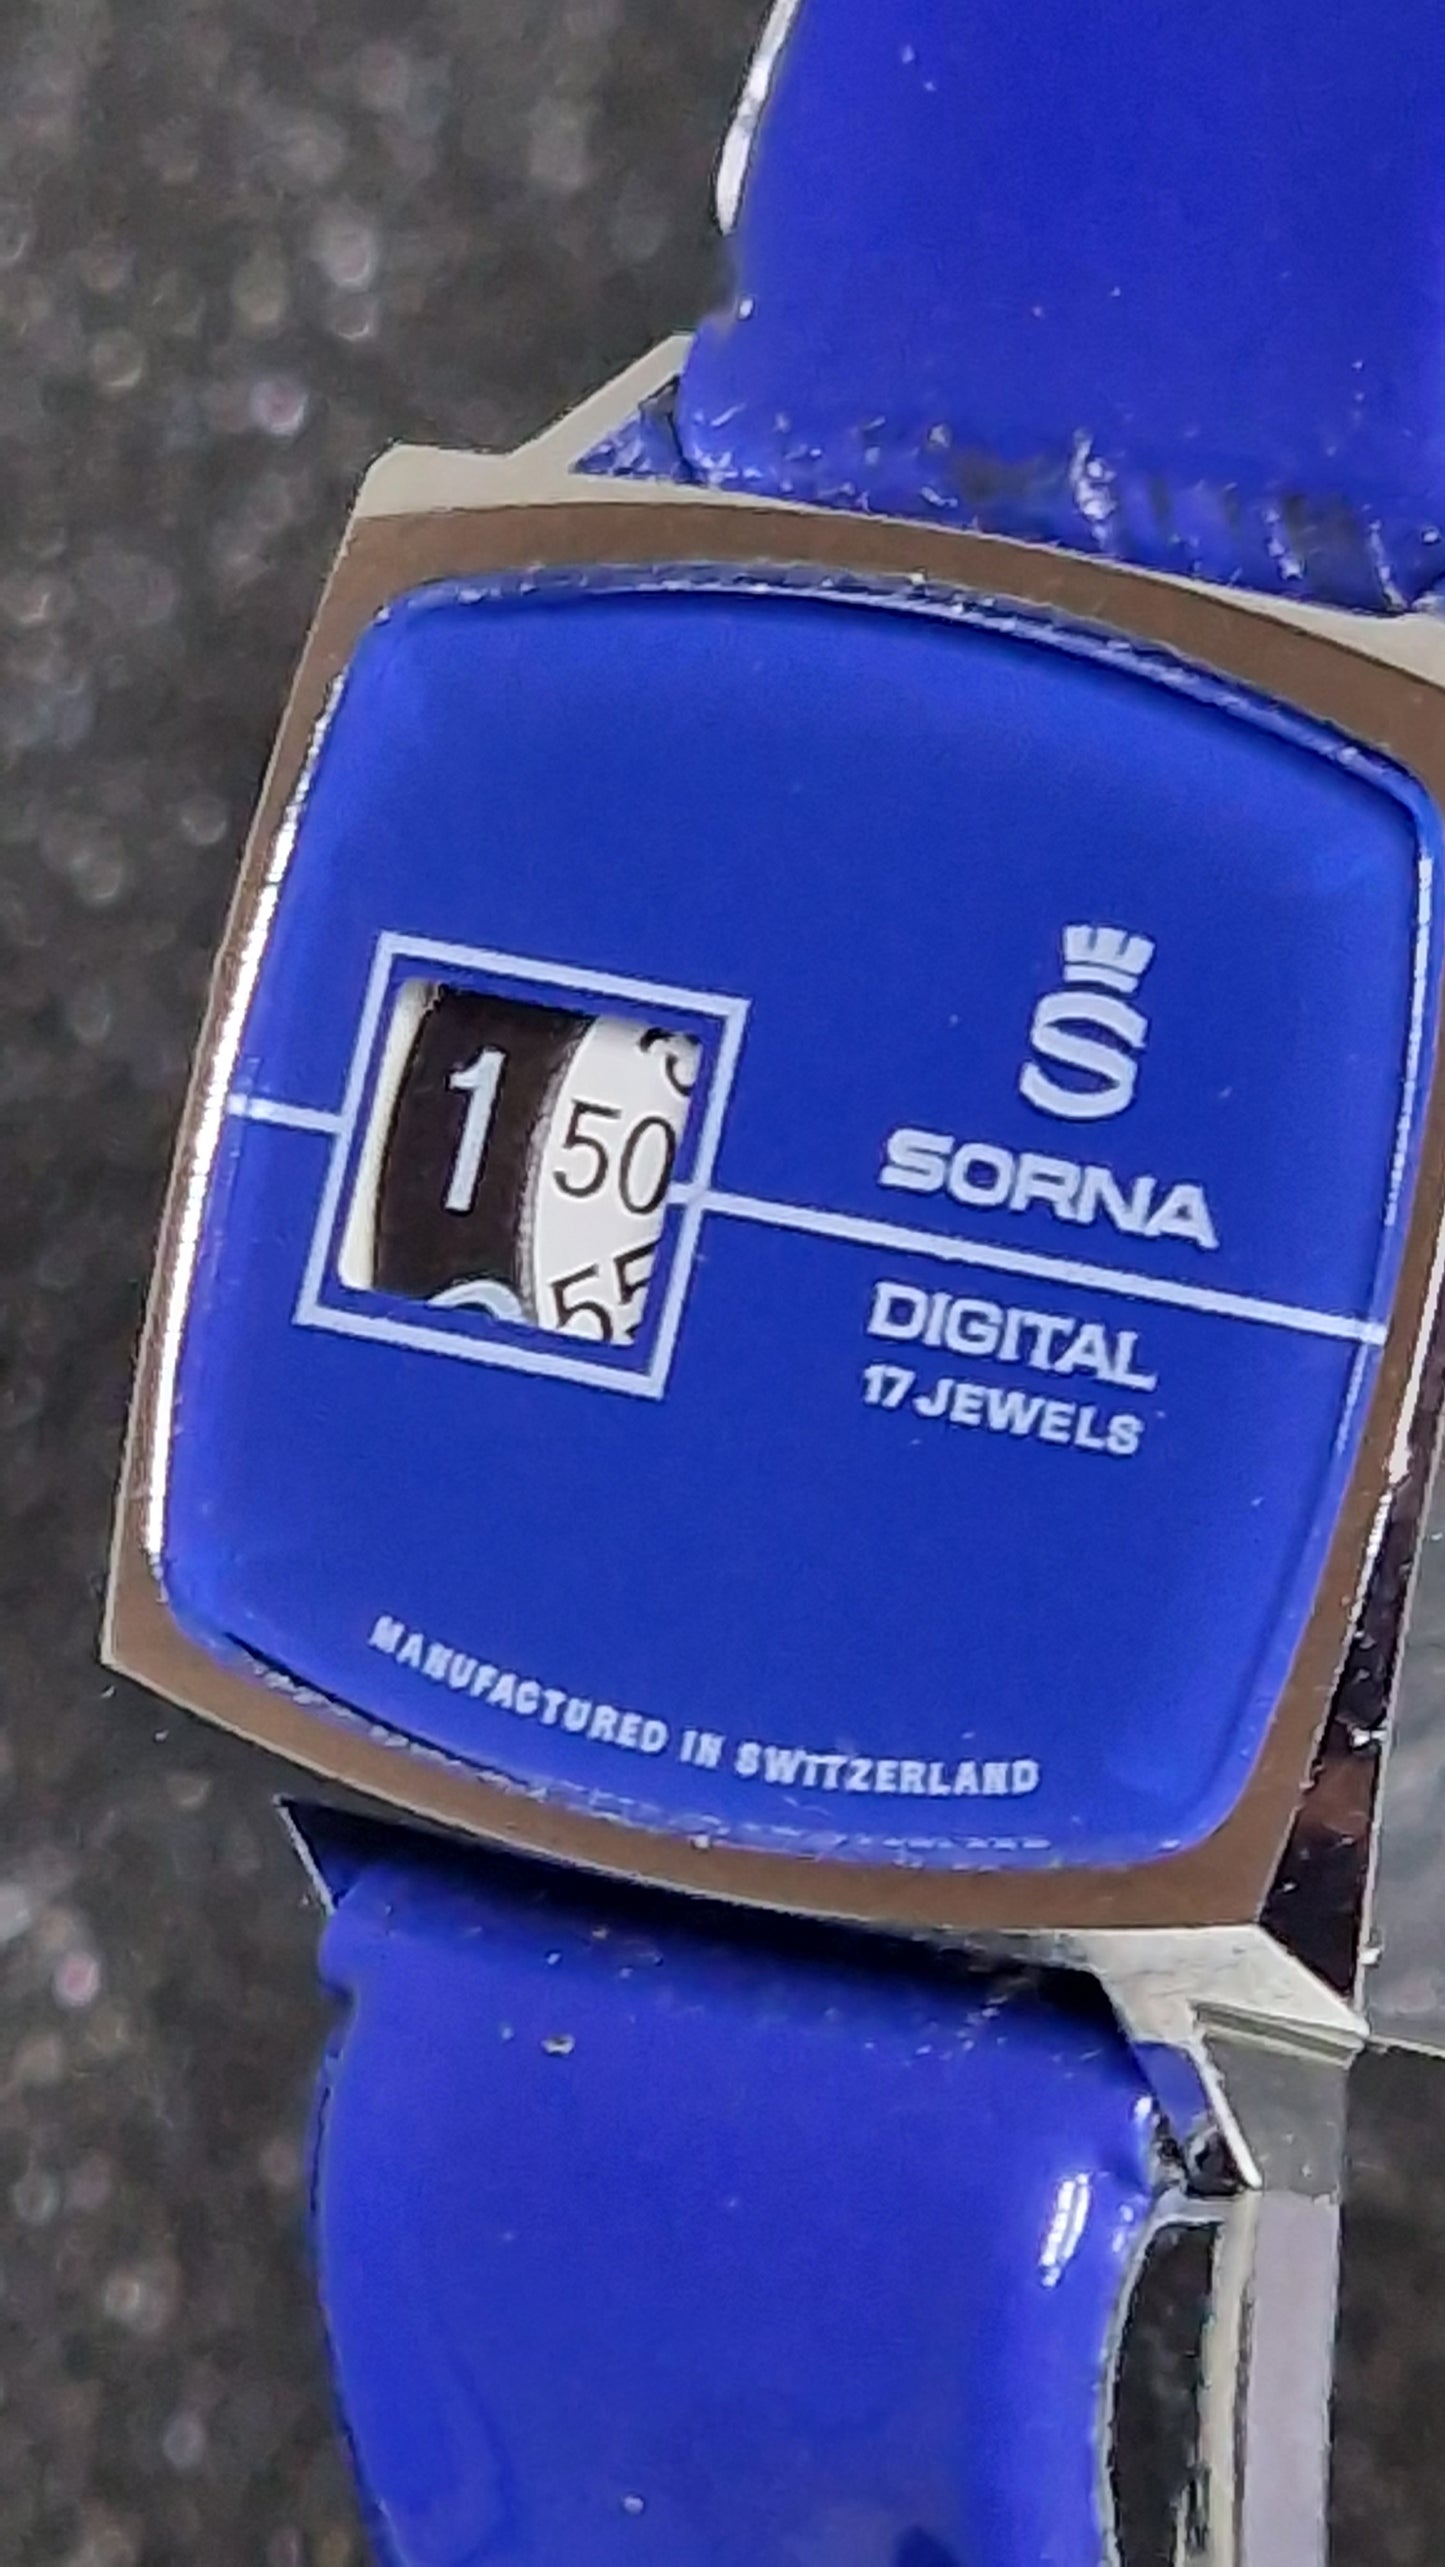 1 50
55
S
SORNA
DIGITAL
17 JEWELS
MANUFACTURED IN SWITZERLAND